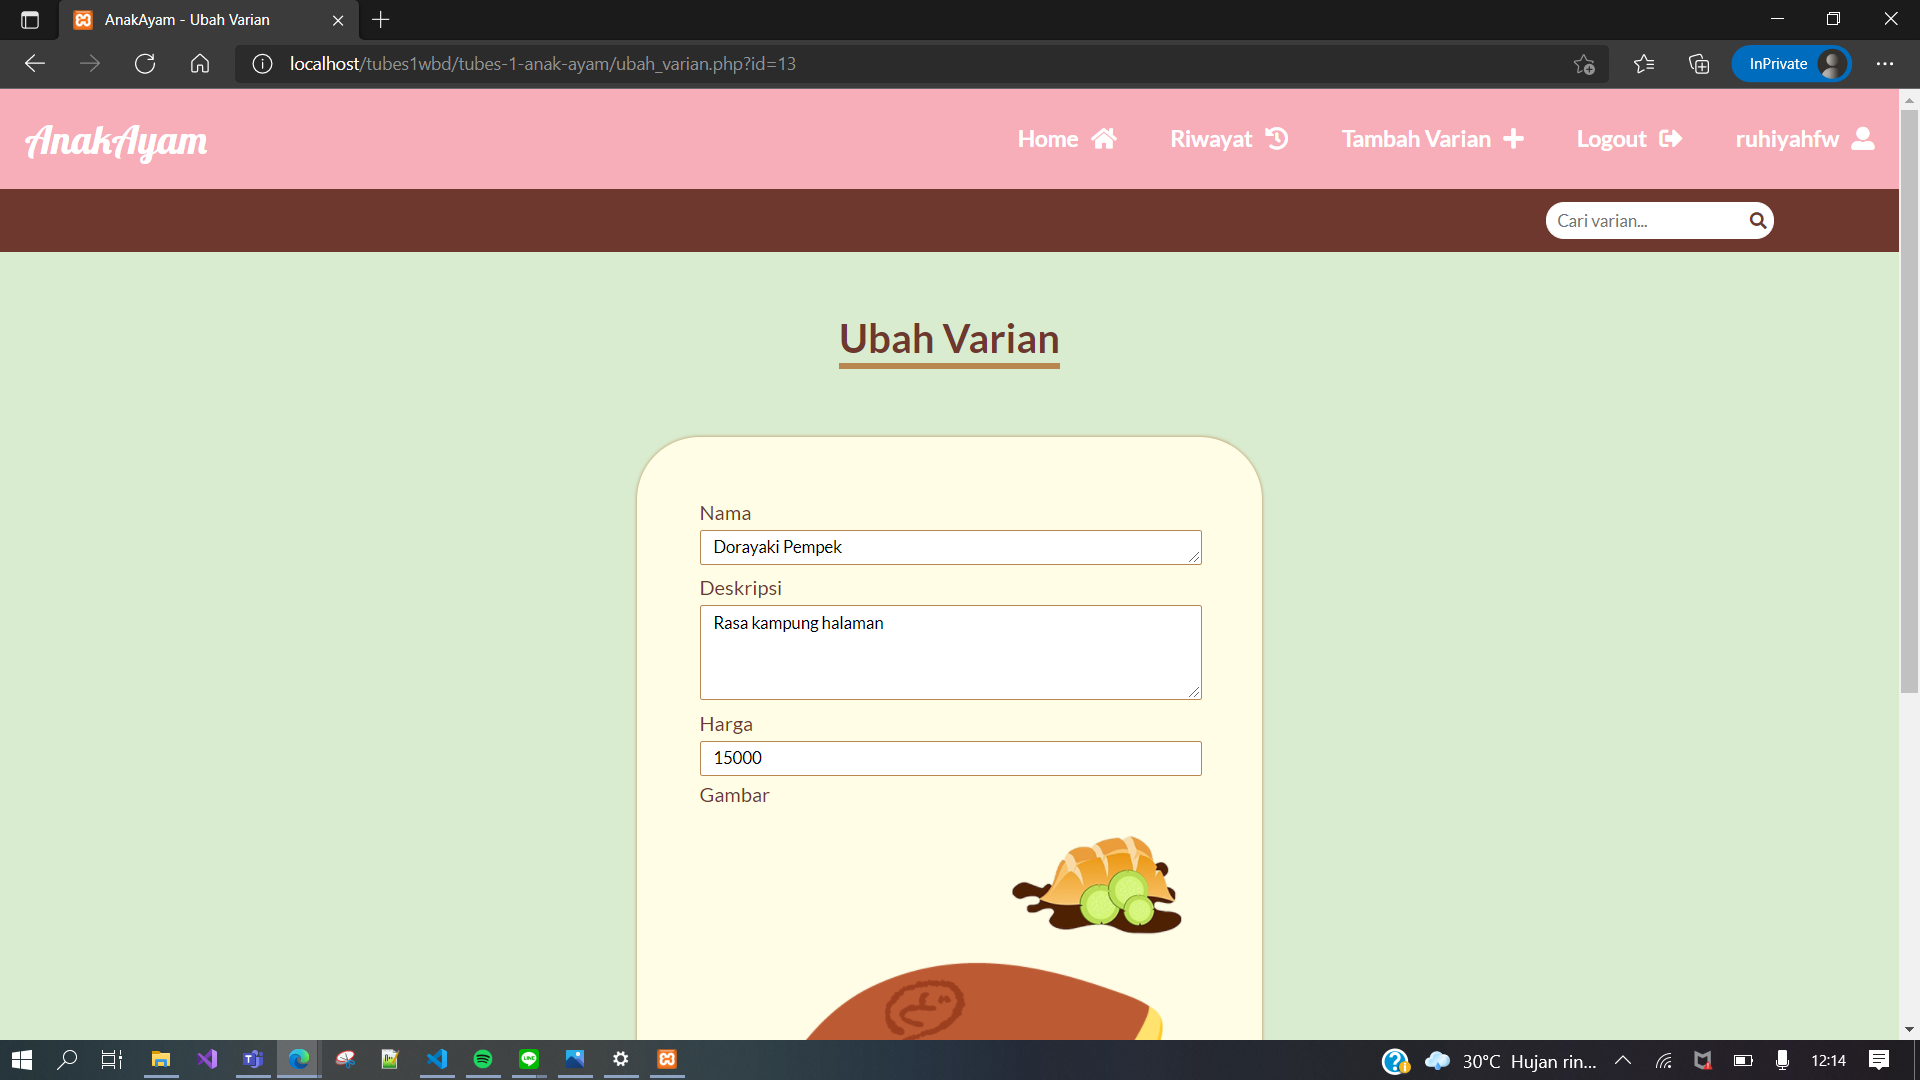 AnakAyam - Ubah Varian
localhost/tubes1wbd/tubes-1-anak-ayam/ubah_varian.php?id=13
InPrivate
AnakAyam
Home
Riwayat
Tambah Varian
Logout
ruhiyahfw
Cari varian...
Ubah Varian
Nama
Dorayaki Pempek
Deskripsi
Rasa kampung halaman
Harga
15000
Gambar
30°C Hujan rin...
12:14